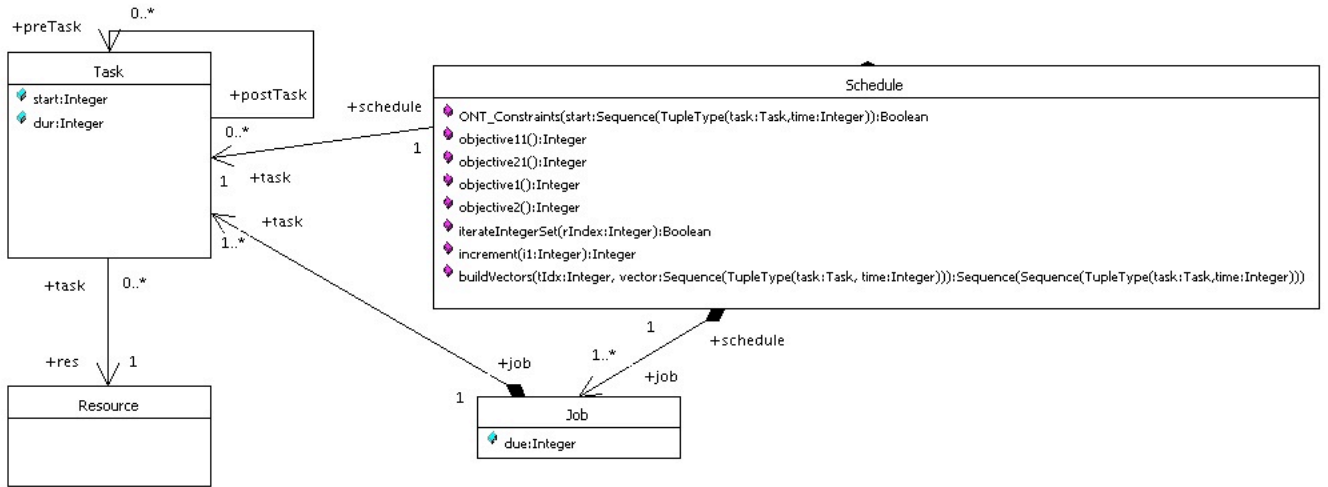 0..*
+preTask
Task
start:Integer
dur:Integer
+postTask
0..*
+schedule
1
1
+task
+task
1..*
Schedule
ONT_Constraints(start:Sequence(TupleType(task:Task,time:Integer)):Boolean
objective11():Integer
objective21():Integer
objective1():Integer
objective2():Integer
iterateIntegerSet(rIndex:Integer):Boolean
increment(i1:Integer):Integer
buildVectors(tIdx:Integer, vector:Sequence(TupleType(task:Task, time:Integer))):Sequence(Sequence(TupleType(task:Task,time:Integer)))
+task
0..*
1
+schedule
1..*
+job
+res
1
+job
1
Resource
Job
due:Integer